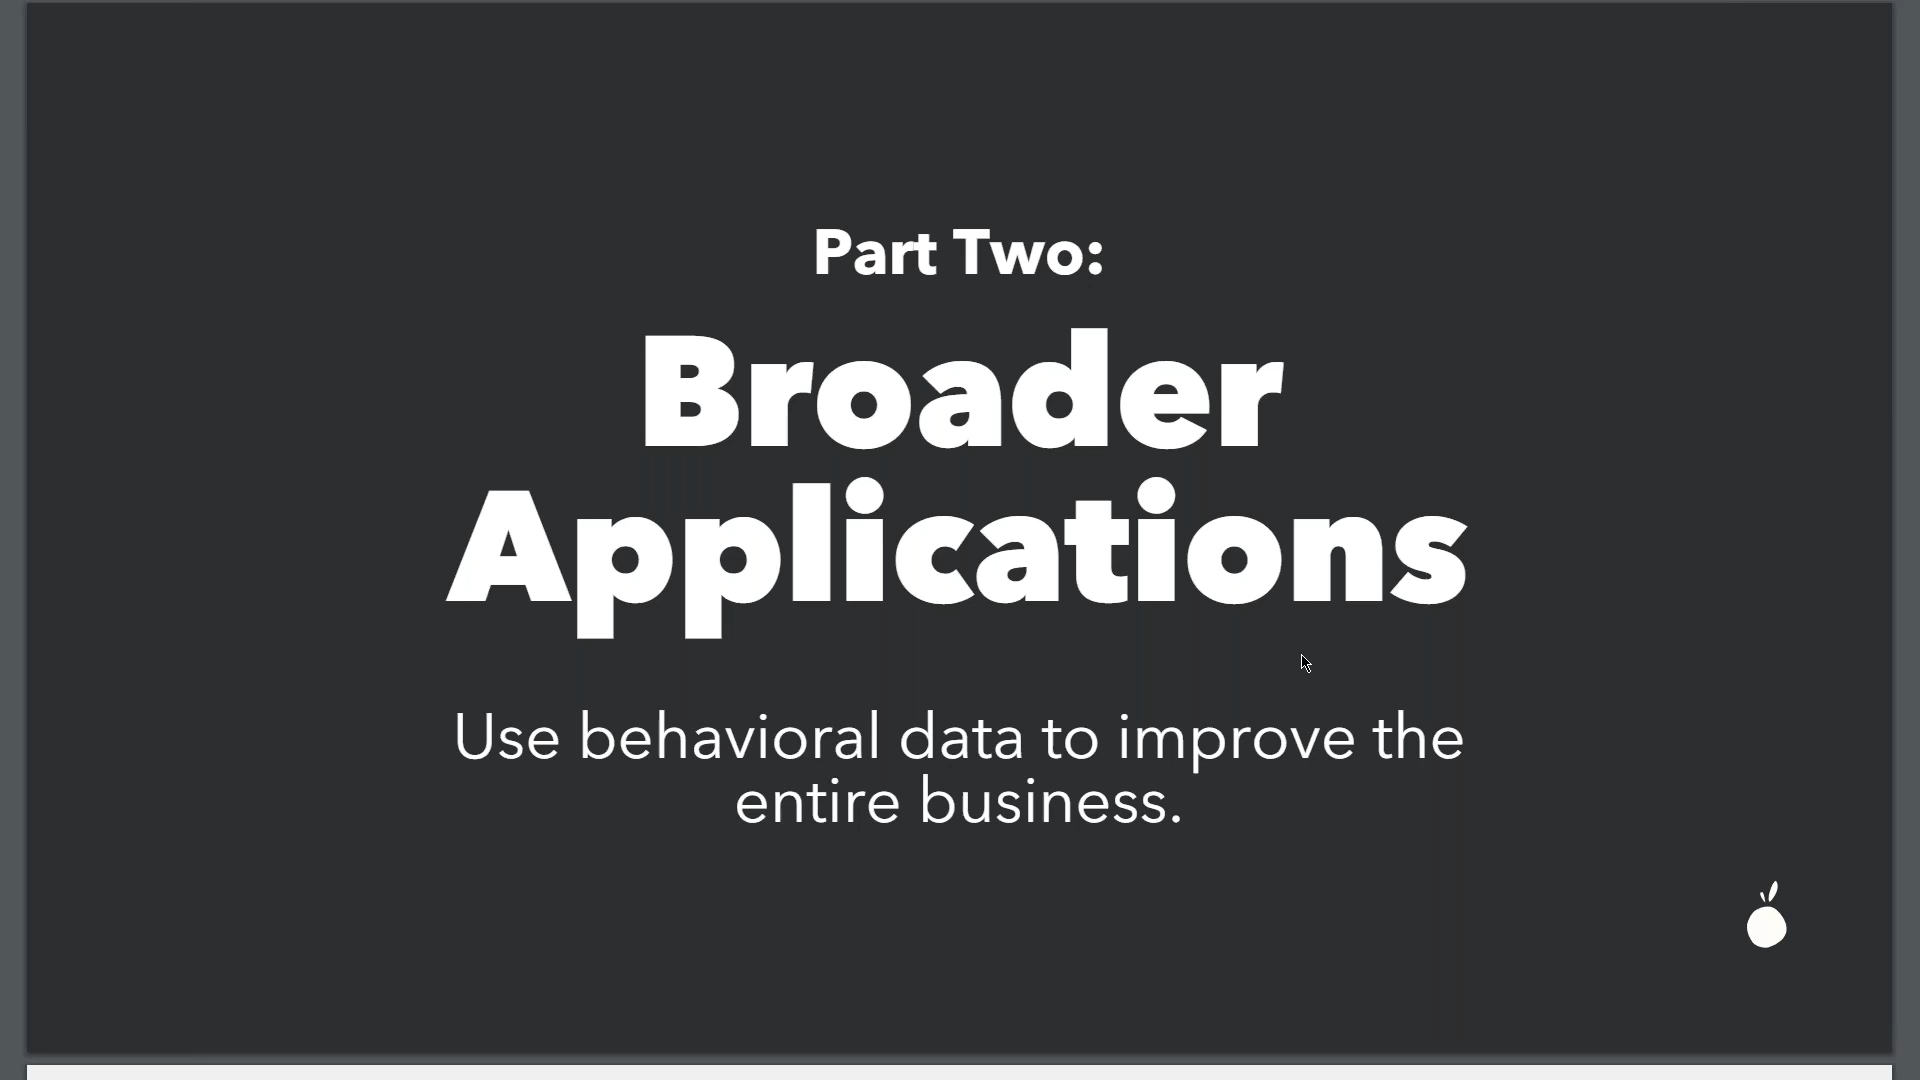 Part Two:
Broader
Applications
Use behavioral data to improve the
entire business.